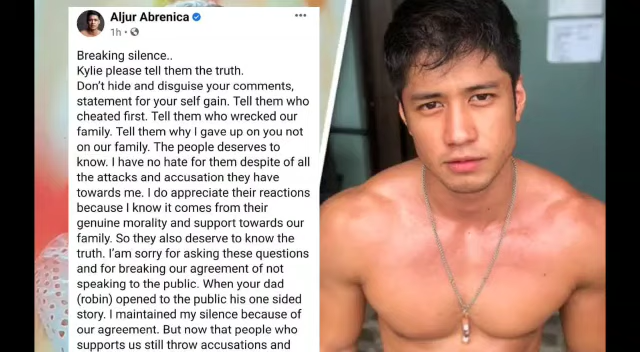 Aljur Abrenica
1h
Breaking silence..
Kylie please tell them the truth.
Don't hide and disguise your comments,
statement for your self gain. Tell them who
cheated first. Tell them who wrecked our
family. Tell them why I gave up on you not
on our family. The people deserves to
know. I have no hate for them despite of all
the attacks and accusation they have
towards me. I do appreciate their reactions
because I know it comes from their
genuine morality and support towards our
family. So they also deserve to know the
truth. I'am sorry for asking these questions
and for breaking our agreement of not
speaking to the public. When your dad
(robin) opened to the public his one sided
story. I maintained my silence because of
our agreement. But now that people who
supports us still throw accusations and